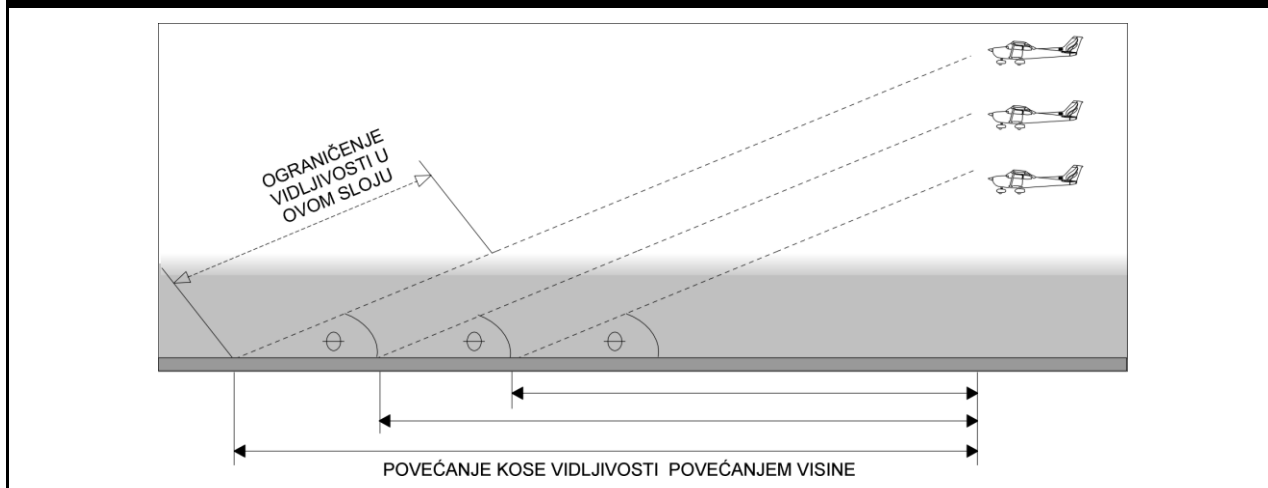 OGRANIČENJE
VIDLJIVOSTI U
OVOM SLOJU
Θ Θ Θ
POVEĆANJE KOSE VIDLJIVOSTI POVEĆANJEM VISINE